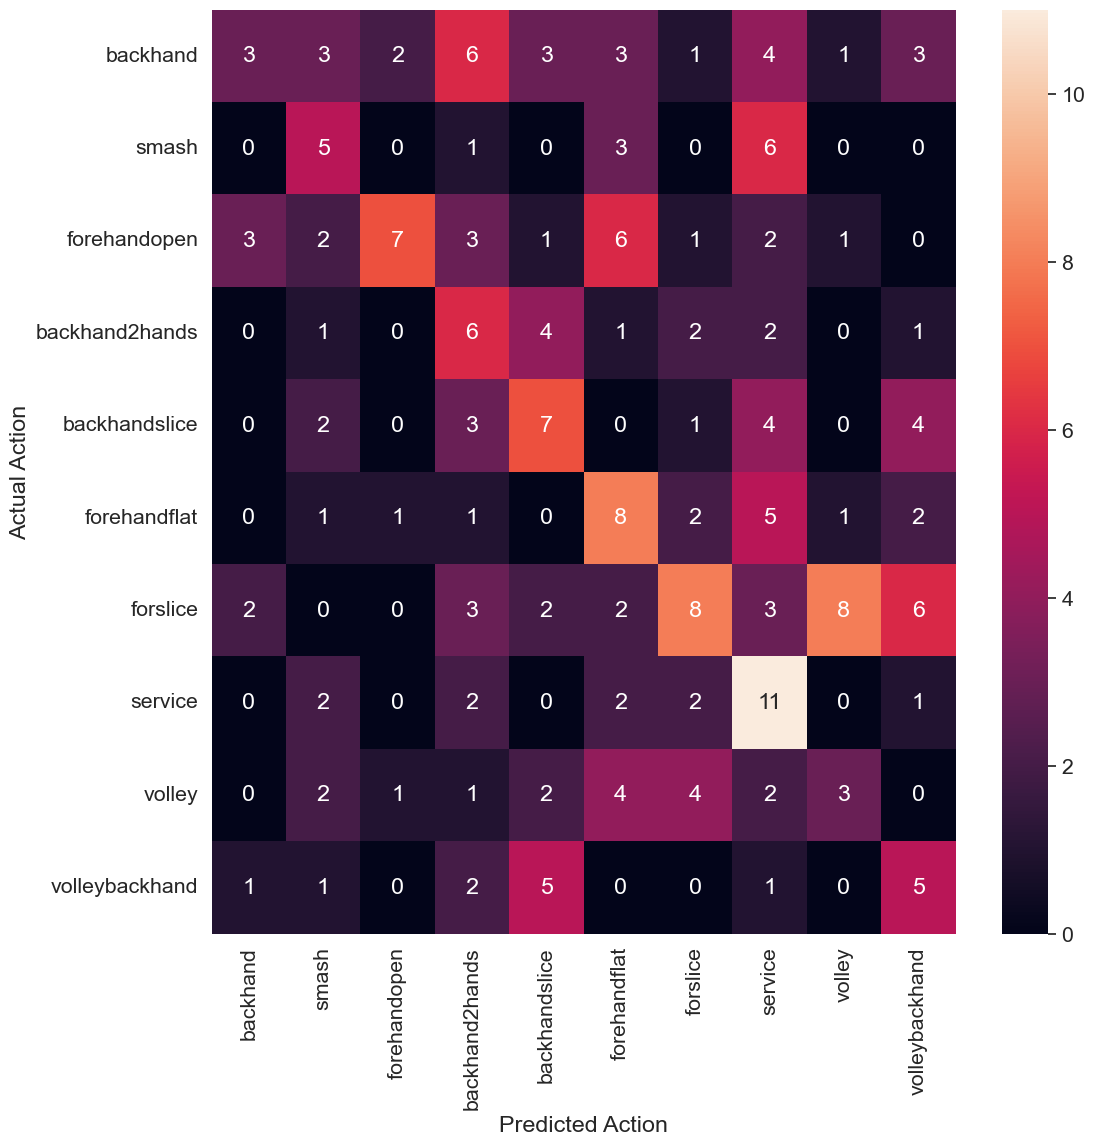 backhand 3 3 2 6 3 3 1 4 1 3
smash 0 5 0 1 0 3 0 6 0 0
forehandopen 3 2 7 3 1 6 1 2 1 0
backhand2hands 0 1 0 6 4 1 2 2 0 1
backhandslice 0 2 0 3 7 0 1 4 0 4
forehandflat 0 1 1 1 0 8 2 5 1 2
forslice 2 0 0 3 2 2 8 3 8 6
service 0 2 0 2 0 2 2 11 0 1
volley 0 2 1 1 2 4 4 2 3 0
volleybackhand 1 1 0 2 5 0 0 1 0 5
Actual Action
backhand
smash
forehandopen
backhand2hands
backhandslice
forehandflat
forslice
service
volley
volleybackhand
Predicted Action
10
8
6
4
2
0